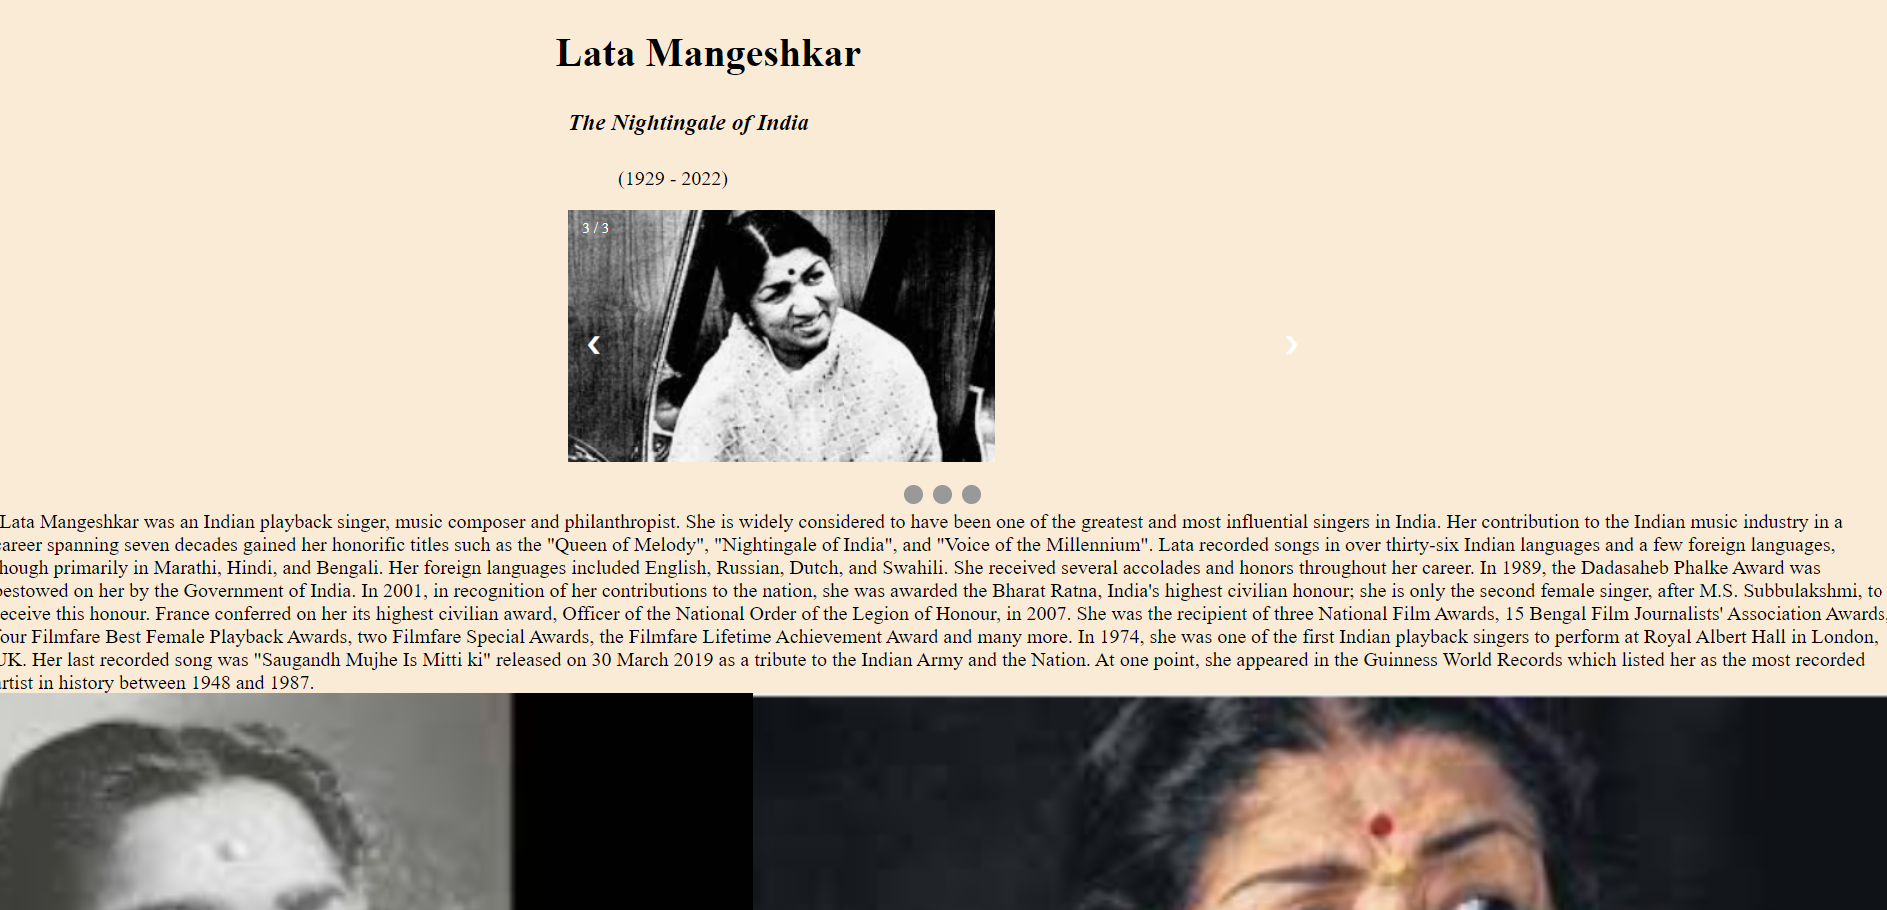 Lata Mangeshkar
The Nightingale of India
(1929 - 2022)
3 / 3
❮ ❯
Lata Mangeshkar was an Indian playback singer, music composer and philanthropist. She is widely considered to have been one of the greatest and most influential singers in India. Her contribution to the Indian music industry in a
career spanning seven decades gained her honorific titles such as the "Queen of Melody", "Nightingale of India", and "Voice of the Millennium". Lata recorded songs in over thirty-six Indian languages and a few foreign languages,
hough primarily in Marathi, Hindi, and Bengali. Her foreign languages included English, Russian, Dutch, and Swahili. She received several accolades and honors throughout her career. In 1989, the Dadasaheb Phalke Award was
bestowed on her by the Government of India. In 2001, in recognition of her contributions to the nation, she was awarded the Bharat Ratna, India's highest civilian honour; she is only the second female singer, after M.S. Subbulakshmi, to
receive this honour. France conferred on her its highest civilian award, Officer of the National Order of the Legion of Honour, in 2007. She was the recipient of three National Film Awards, 15 Bengal Film Journalists' Association Awards,
four Filmfare Best Female Playback Awards, two Filmfare Special Awards, the Filmfare Lifetime Achievement Award and many more. In 1974, she was one of the first Indian playback singers to perform at Royal Albert Hall in London,
UK. Her last recorded song was "Saugandh Mujhe Is Mitti ki" released on 30 March 2019 as a tribute to the Indian Army and the Nation. At one point, she appeared in the Guinness World Records which listed her as the most recorded
artist in history between 1948 and 1987.